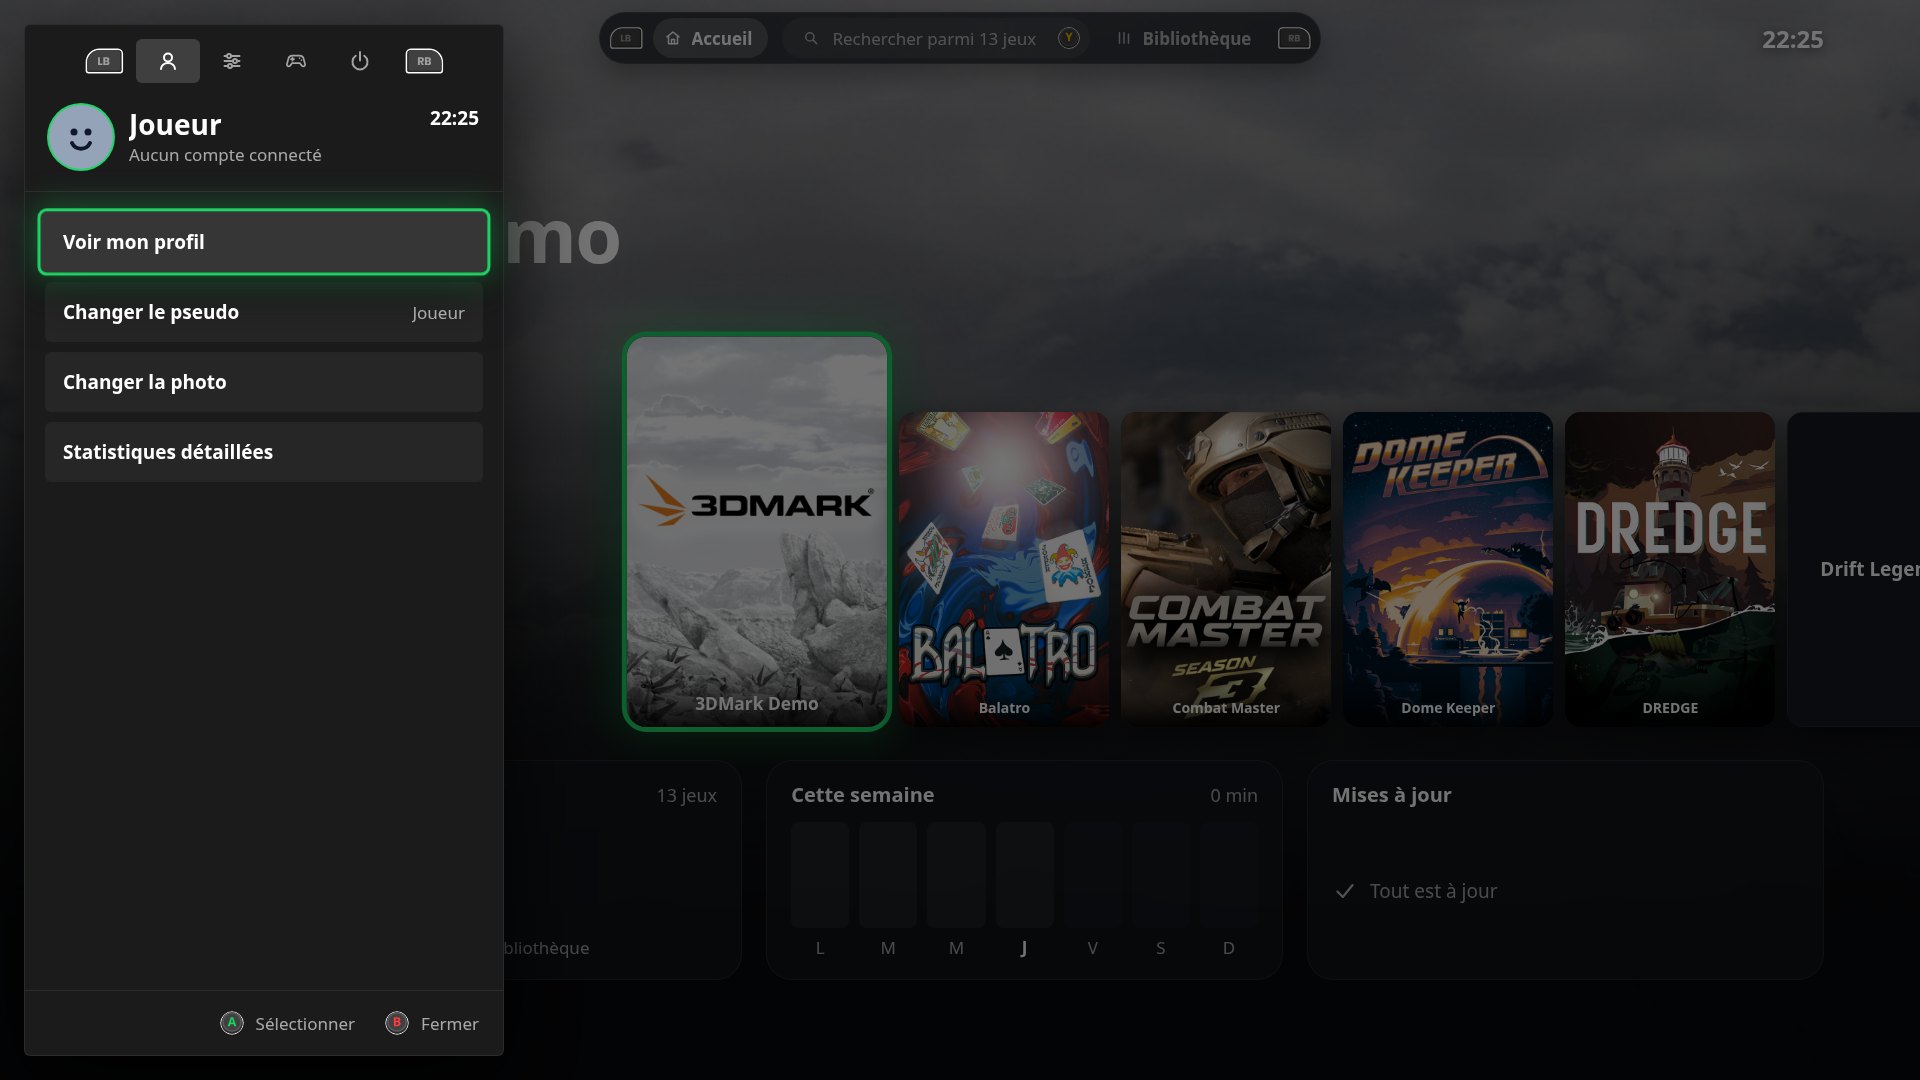 LB
RB
Joueur
22:25
Aucun compte connecté
Voir mon profil
Changer le pseudo
Joueur
Changer la photo
Statistiques détaillées
A Sélectionner
B Fermer
LB
Accueil
Rechercher parmi 13 jeux
Y
Bibliothèque
RB
22:25
mo
3DMARK®
3DMark Demo
BALATRO
Balatro
COMBAT
MASTER
SEASON
3
Combat Master
DOME
KEEPER
Dome Keeper
DREDGE
DREDGE
Drift Leger
13 jeux
bliothèque
Cette semaine
0 min
L M M J V S D
Mises à jour
Tout est à jour